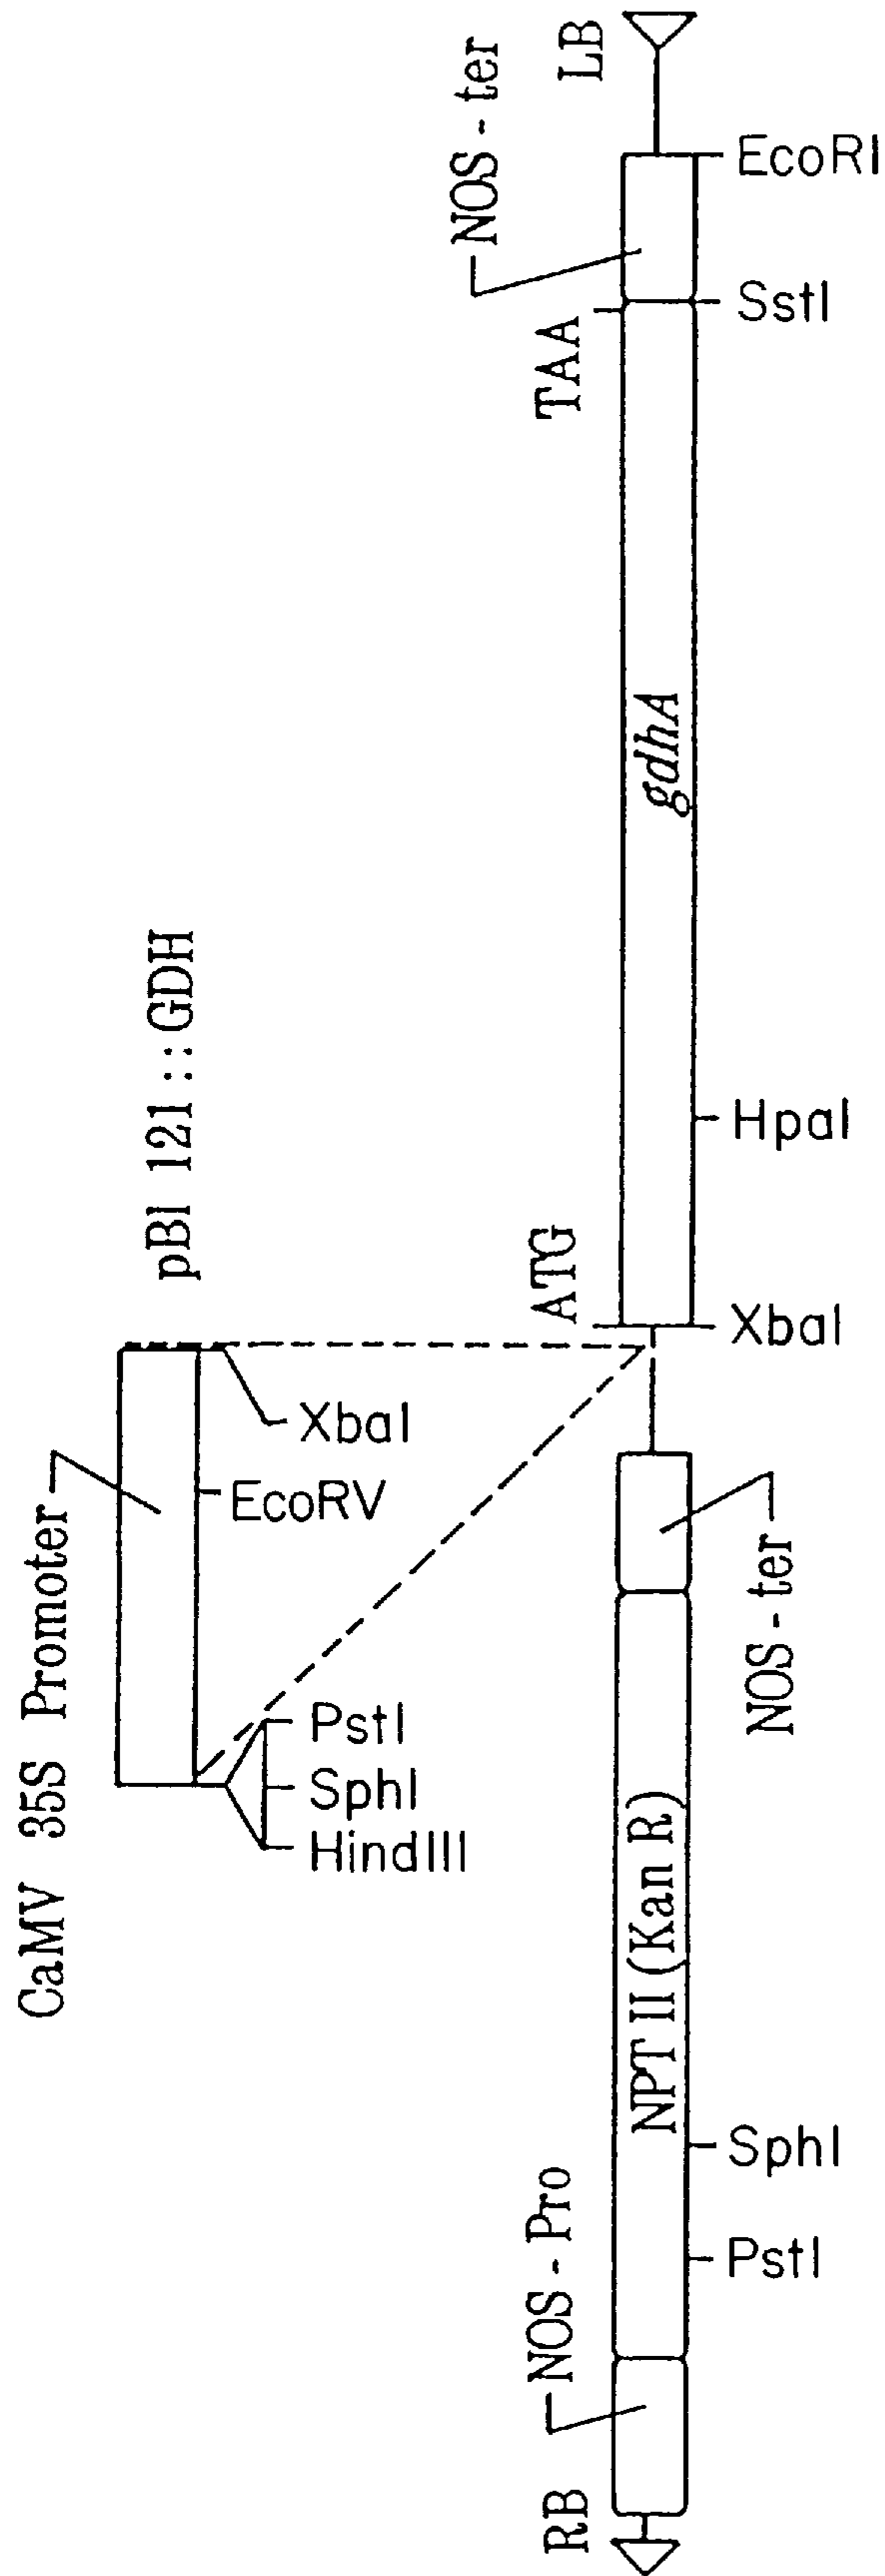 CaMV 35S Promoter
pBI 121::GDH
HindIII
SphI
PstI
EcoRV
XbaI
RB
NOS-Pro
ATG
TAA
NOS-ter
LB
NPT II (Kan R)
gdhA
PstI
SphI
NOS-ter
XbaI
HpaI
SstI
EcoRI